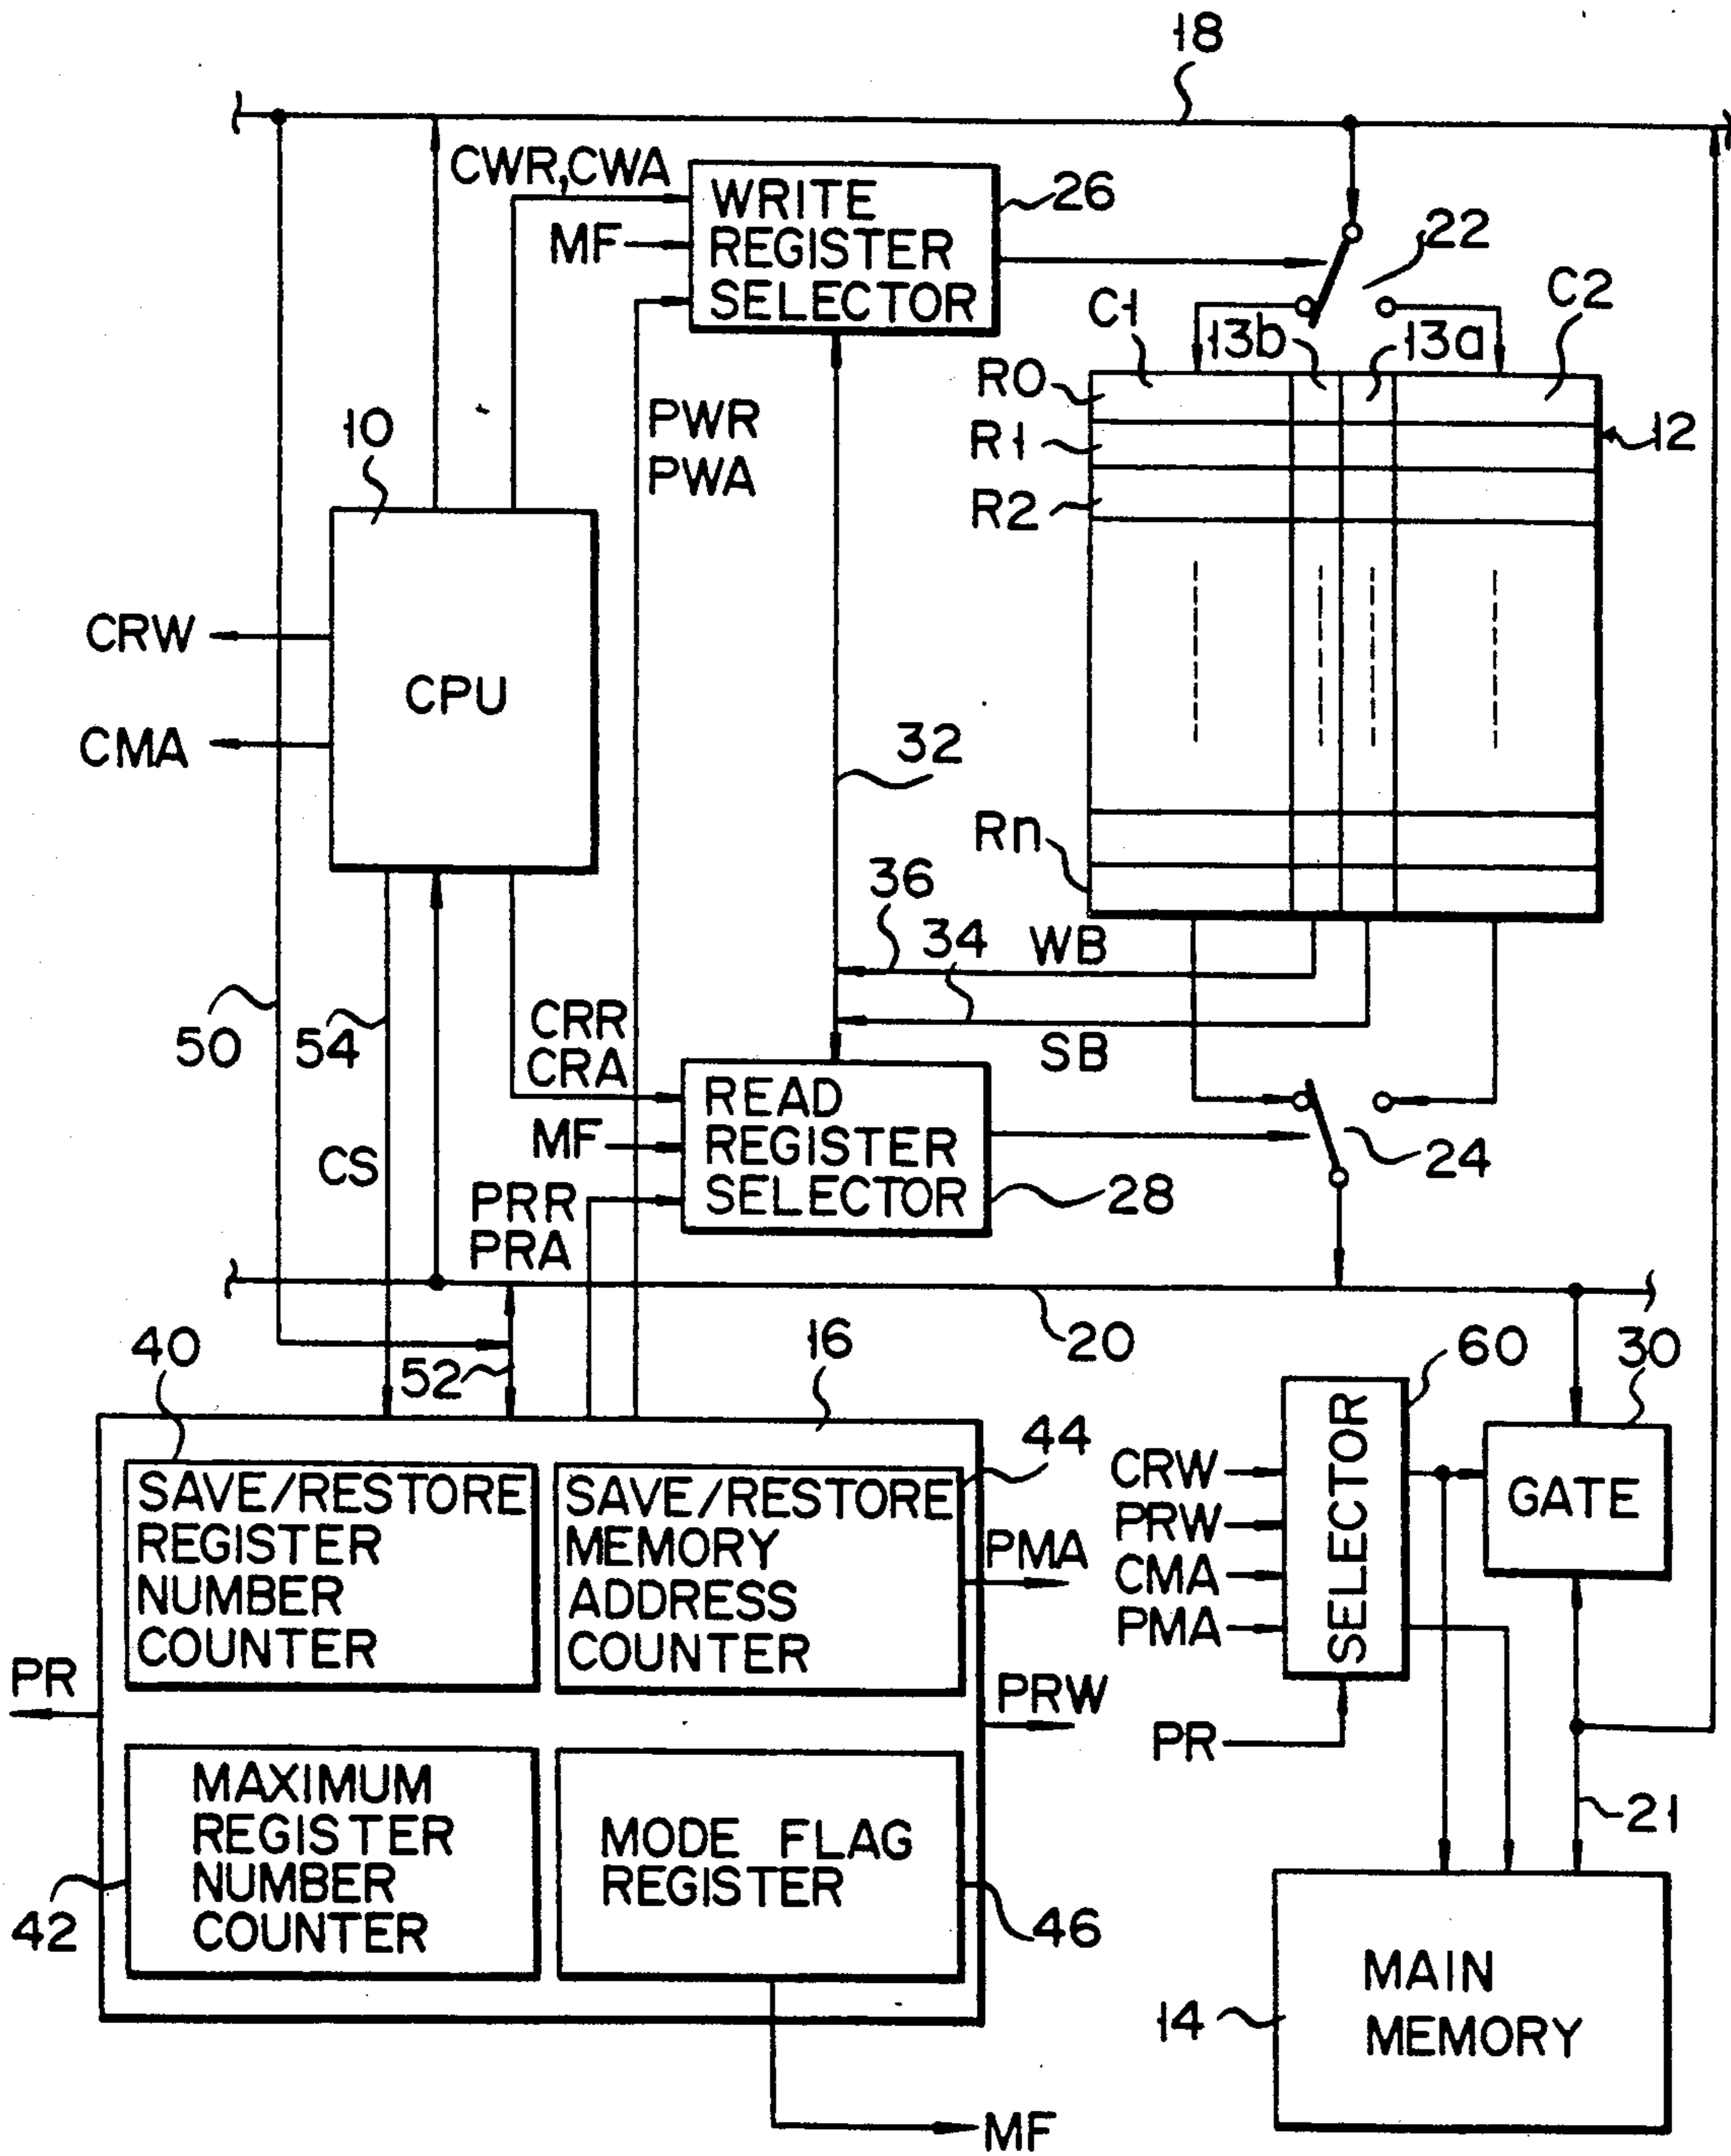 18
CWR,CWA
WRITE
REGISTER
SELECTOR
26
MF
22
C1
C2
13b
13a
R0
R1
R2
12
PWR
PWA
10
CRW
CPU
CMA
32
Rn
36
34
WB
50
54
CRR
CRA
SB
READ
REGISTER
SELECTOR
MF
24
CS
28
PRR
PRA
40
16
20
52
60
30
SAVE/RESTORE
REGISTER
NUMBER
COUNTER
SAVE/RESTORE
MEMORY
ADDRESS
COUNTER
44
PMA
CRW
PRW
CMA
PMA
SELECTOR
GATE
PR
PRW
PR
MAXIMUM
REGISTER
NUMBER
COUNTER
MODE FLAG
REGISTER
21
42
46
MAIN
MEMORY
14
MF